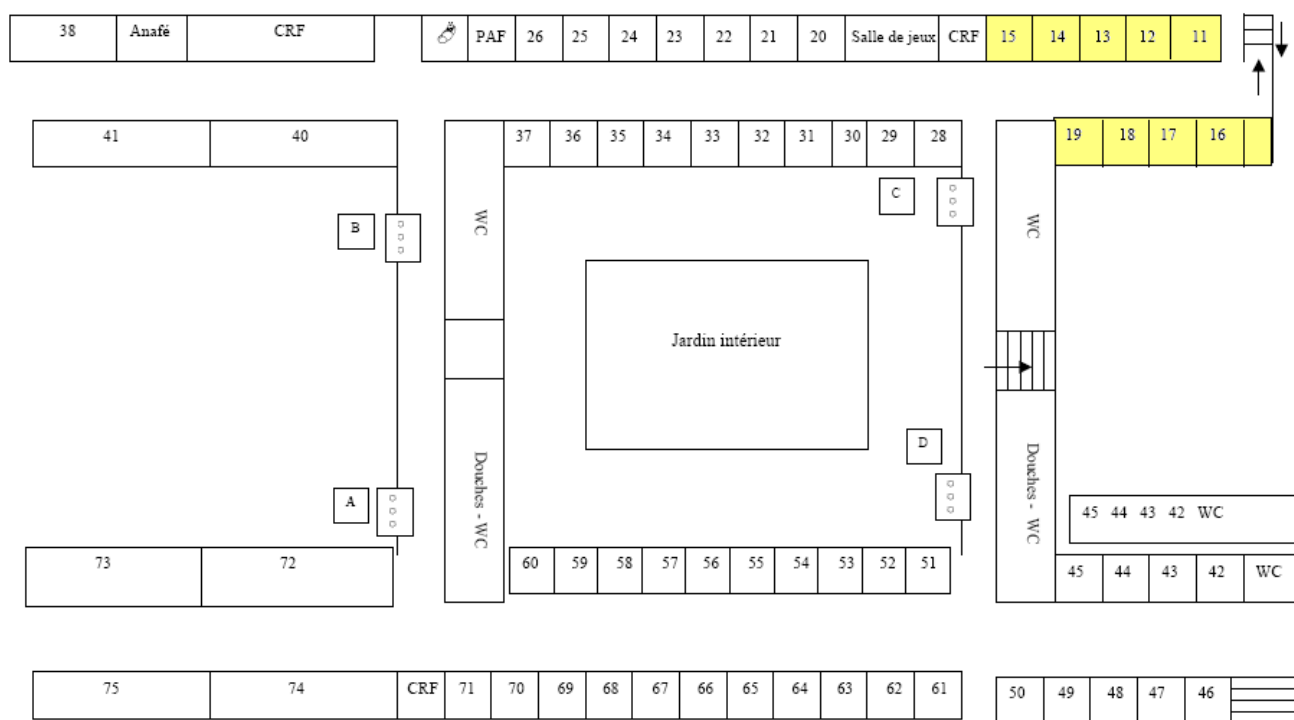 38 Anafé CRF PAF 26 25 24 23 22 21 20 Salle de jeux CRF 15 14 13 12 11
41 40 37 36 35 34 33 32 31 30 29 28 19 18 17 16
C
B WC WC
Jardin intérieur
D
A Douches - WC Douches - WC
45 44 43 42 WC
73 72 60 59 58 57 56 55 54 53 52 51 45 44 43 42 WC
75 74 CRF 71 70 69 68 67 66 65 64 63 62 61 50 49 48 47 46